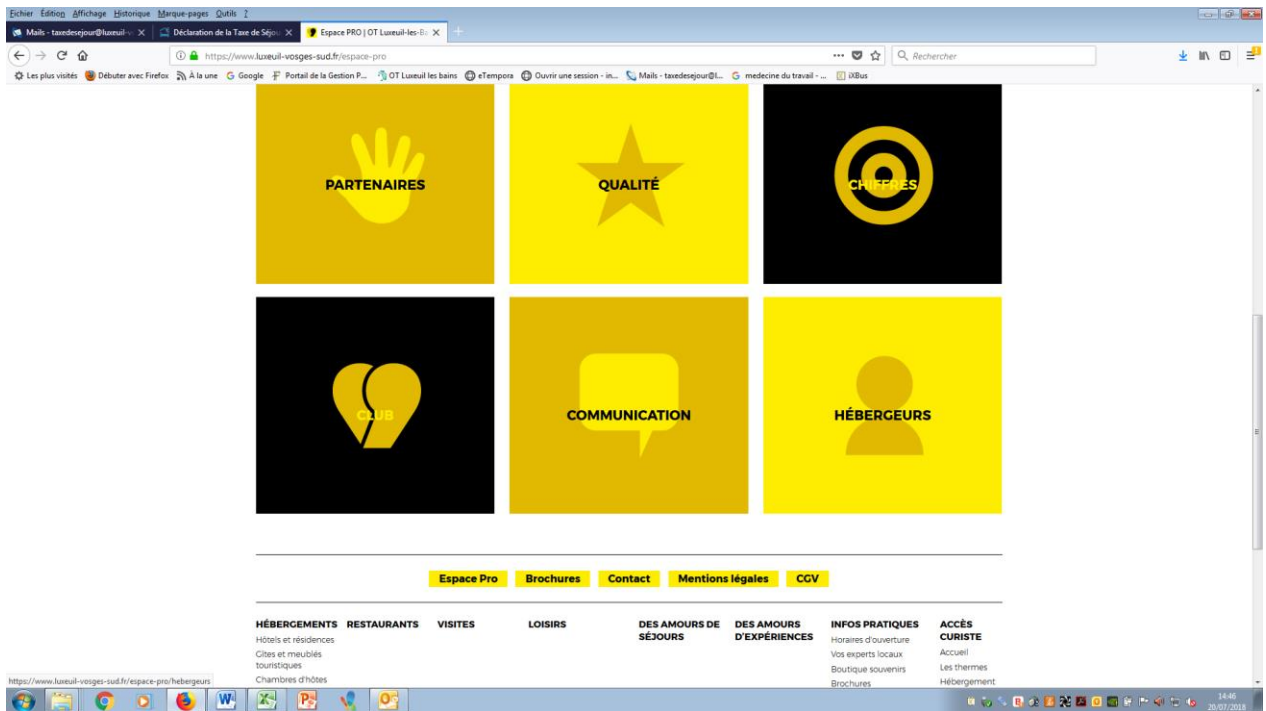 Fichier Édition Affichage Historique Marque-pages Outils ?
Mails - taxedesejour@luxeuil-v
Déclaration de la Taxe de Séjou
Espace PRO | OT Luxeuil-les-Ba
https://www.luxeuil-vosges-sud.fr/espace-pro
Rechercher
Les plus visités Débuter avec Firefox À la une Google Portail de la Gestion P... OT Luxeuil les bains eTempora Ouvrir une session - in... Mails - taxedesejour@l... medecine du travail - ... iXBus
PARTENAIRES
QUALITÉ
CHIFFRES
CLUB
COMMUNICATION
HÉBERGEURS
Espace Pro Brochures Contact Mentions légales CGV
HÉBERGEMENTS
Hôtels et résidences
Gîtes et meublés
touristiques
Chambres d'hôtes
RESTAURANTS
VISITES
LOISIRS
DES AMOURS DE
SÉJOURS
DES AMOURS
D'EXPÉRIENCES
INFOS PRATIQUES
Horaires d'ouverture
Vos experts locaux
Boutique souvenirs
Brochures
ACCÈS
CURISTE
Accueil
Les thermes
Hébergement
https://www.luxeuil-vosges-sud.fr/espace-pro/hebergeurs
14:46
20/07/2018